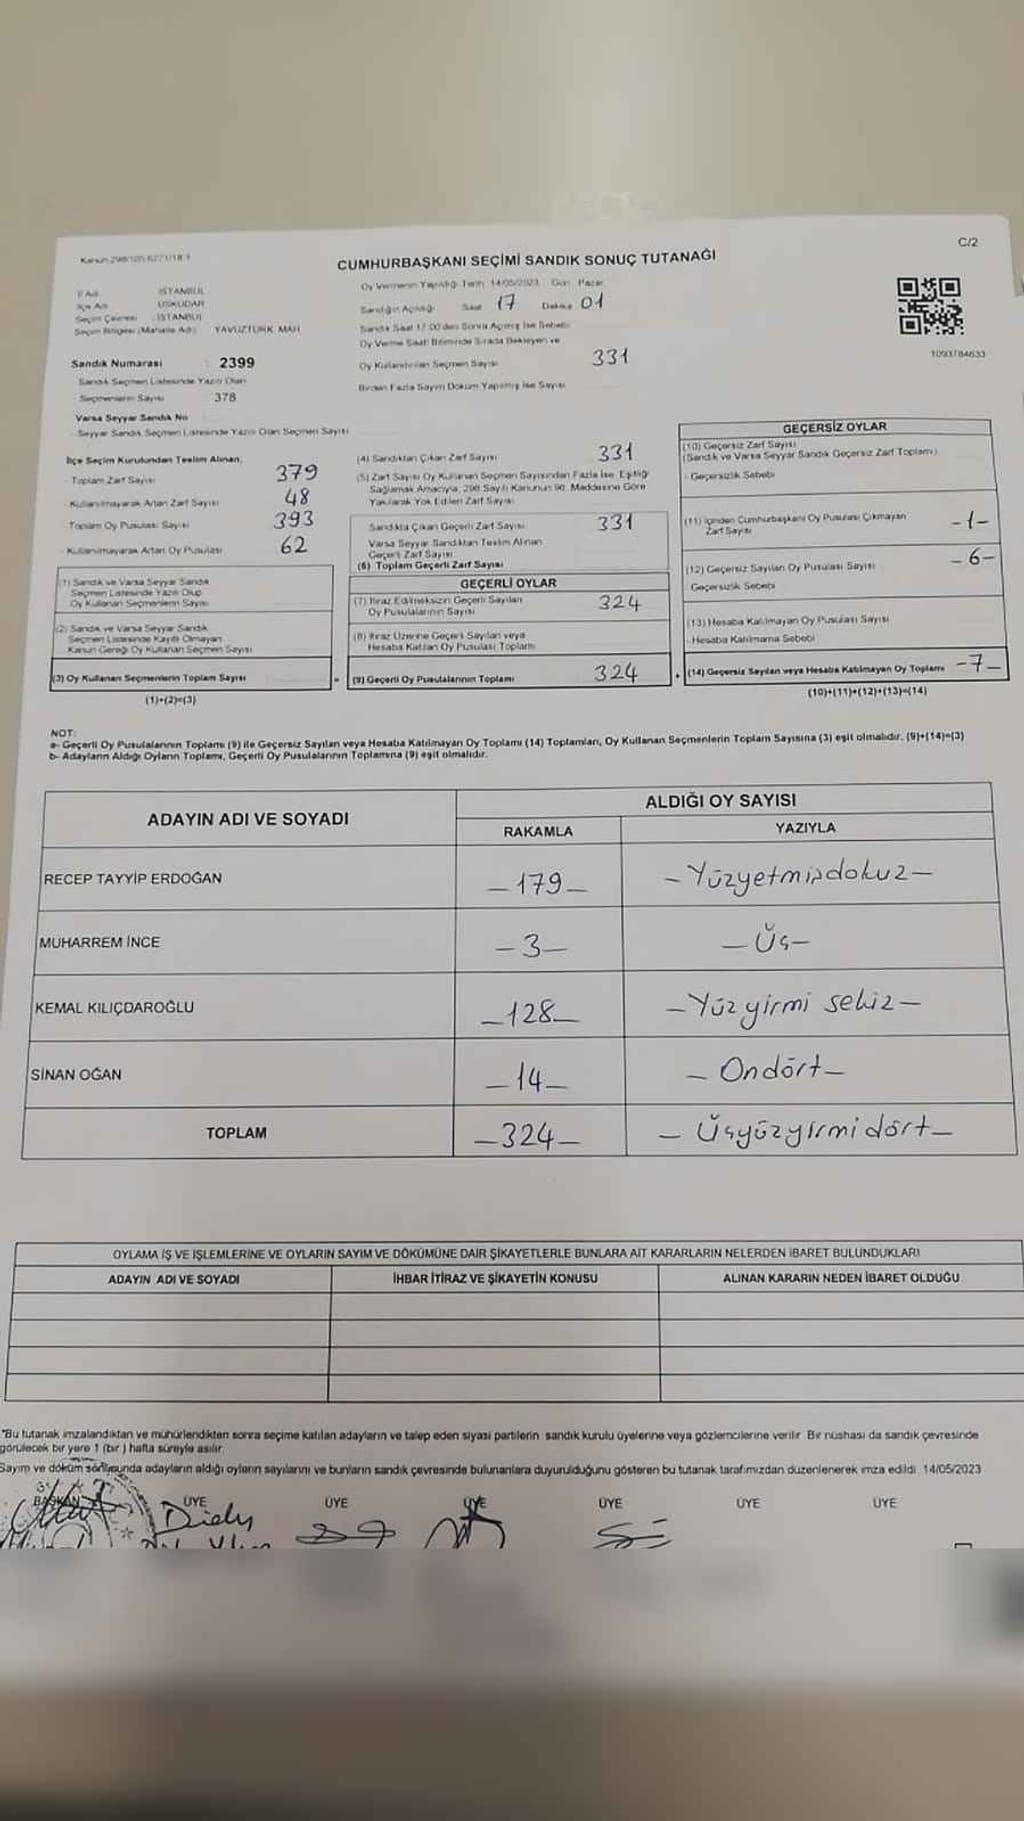 C/2
CUMHURBAŞKANI SEÇİMİ SANDIK SONUÇ TUTANAĞI
İl Adı : İSTANBUL
İlçe Adı : ÜSKÜDAR
Seçim Çevresi : İSTANBUL
Seçim Bölgesi (Mahalle Adı) : YAVUZTÜRK MAH
Sandık Numarası : 2399
- Sandık Seçmen Listesinde Yazılı Olan
Seçmenlerin Sayısı : 378
Varsa Seyyar Sandık No
- Seyyar Sandık Seçmen Listesinde Yazılı Olan Seçmen Sayısı
Oy Vermenin Yapıldığı Tarih: 14/05/2023 Gün: Pazar
Sandığın Açıldığı Saat 17 Dakika 01
Sandık Saat 17:00'den Sonra Açılmış İse Sebebi
Oy Verme Saati Bitiminde Sırada Bekleyen ve
Oy Kullandırılan Seçmen Sayısı 331
Birden Fazla Sayım Döküm Yapılmış İse Sayısı
1093784633
İlçe Seçim Kurulundan Teslim Alınan;
- Toplam Zarf Sayısı 379
- Kullanılmayarak Artan Zarf Sayısı 48
- Toplam Oy Pusulası Sayısı 393
- Kullanılmayarak Artan Oy Pusulası 62
(1) Sandık ve Varsa Seyyar Sandık
Seçmen Listesinde Yazılı Olup
Oy Kullanan Seçmenlerin Sayısı
(2) Sandık ve Varsa Seyyar Sandık
Seçmen Listesinde Kayıtlı Olmayan
Kanun Gereği Oy Kullanan Seçmen Sayısı
(3) Oy Kullanan Seçmenlerin Toplam Sayısı
(1)+(2)=(3)
(4) Sandıktan Çıkan Zarf Sayısı 331
(5) Zarf Sayısı Oy Kullanan Seçmen Sayısından Fazla İse, Eşitliği
Sağlamak Amacıyla, 298 Sayılı Kanunun 98. Maddesine Göre
Yakılarak Yok Edilen Zarf Sayısı
Sandıkta Çıkan Geçerli Zarf Sayısı 331
Varsa Seyyar Sandıktan Teslim Alınan
Geçerli Zarf Sayısı
(6) Toplam Geçerli Zarf Sayısı
GEÇERLİ OYLAR
(7) İtiraz Edilmeksizin Geçerli Sayılan
Oy Pusulalarının Sayısı 324
(8) İtiraz Üzerine Geçerli Sayılan veya
Hesaba Katılan Oy Pusulası Toplamı
(9) Geçerli Oy Pusulalarının Toplamı 324
GEÇERSİZ OYLAR
(10) Geçersiz Zarf Sayısı
(Sandık ve Varsa Seyyar Sandık Geçersiz Zarf Toplamı)
- Geçersizlik Sebebi
(11) İçinden Cumhurbaşkanı Oy Pusulası Çıkmayan
Zarf Sayısı -1-
(12) Geçersiz Sayılan Oy Pusulası Sayısı -6-
Geçersizlik Sebebi
(13) Hesaba Katılmayan Oy Pusulası Sayısı
- Hesaba Katılmama Sebebi
(14) Geçersiz Sayılan veya Hesaba Katılmayan Oy Toplamı -7-
(10)+(11)+(12)+(13)=(14)
NOT:
a- Geçerli Oy Pusulalarının Toplamı (9) ile Geçersiz Sayılan veya Hesaba Katılmayan Oy Toplamı (14) Toplamları, Oy Kullanan Seçmenlerin Toplam Sayısına (3) eşit olmalıdır. (9)+(14)=(3)
b- Adayların Aldığı Oyların Toplamı, Geçerli Oy Pusulalarının Toplamına (9) eşit olmalıdır.
ADAYIN ADI VE SOYADI
ALDIĞI OY SAYISI
RAKAMLA YAZIYLA
RECEP TAYYİP ERDOĞAN -179- -Yüzyetmişdokuz-
MUHARREM İNCE -3- -Üç-
KEMAL KILIÇDAROĞLU -128- -Yüzyirmi sekiz-
SİNAN OĞAN -14- -Ondört-
TOPLAM -324- -Üçyüzyirmidört-
OYLAMA İŞ VE İŞLEMLERİNE VE OYLARIN SAYIM VE DÖKÜMÜNE DAİR ŞİKAYETLERLE BUNLARA AİT KARARLARIN NELERDEN İBARET BULUNDUKLARI
ADAYIN ADI VE SOYADI İHBAR İTİRAZ VE ŞİKAYETİN KONUSU ALINAN KARARIN NEDEN İBARET OLDUĞU
"Bu tutanak imzalandıktan ve mühürlendikten sonra seçime katılan adayların ve talep eden siyasi partilerin sandık kurulu üyelerine veya gözlemcilerine verilir. Bir nüshası da sandık çevresinde
görülecek bir yere 1 (bir) hafta süreyle asılır.
Sayım ve döküm sonucunda adayların aldığı oyların sayılarını ve bunların sandık çevresinde bulunanlara duyurulduğunu gösteren bu tutanak tarafımızdan düzenlenerek imza edildi. 14/05/2023
BAŞKAN ÜYE ÜYE ÜYE ÜYE ÜYE ÜYE